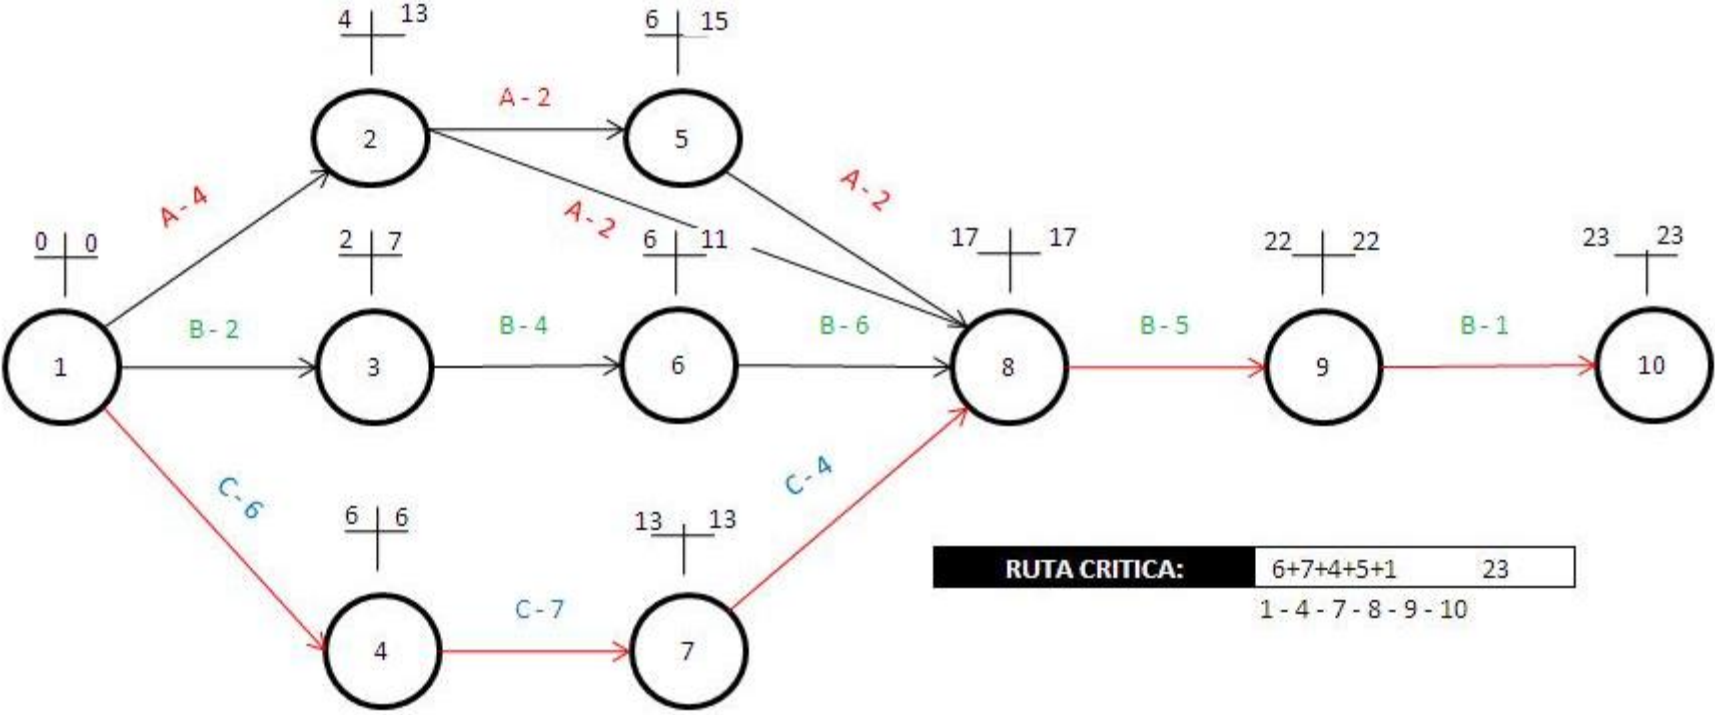 4 13
6 15
A - 2
2
5
A - 4
A - 2
A - 2
0 0
2 7
6 11
17 17
22 22
23 23
B - 2
B - 4
B - 6
B - 5
B - 1
1
3
6
8
9
10
C - 6
C - 4
6 6
13 13
C - 7
4
7
RUTA CRITICA: 6+7+4+5+1 23
1 - 4 - 7 - 8 - 9 - 10